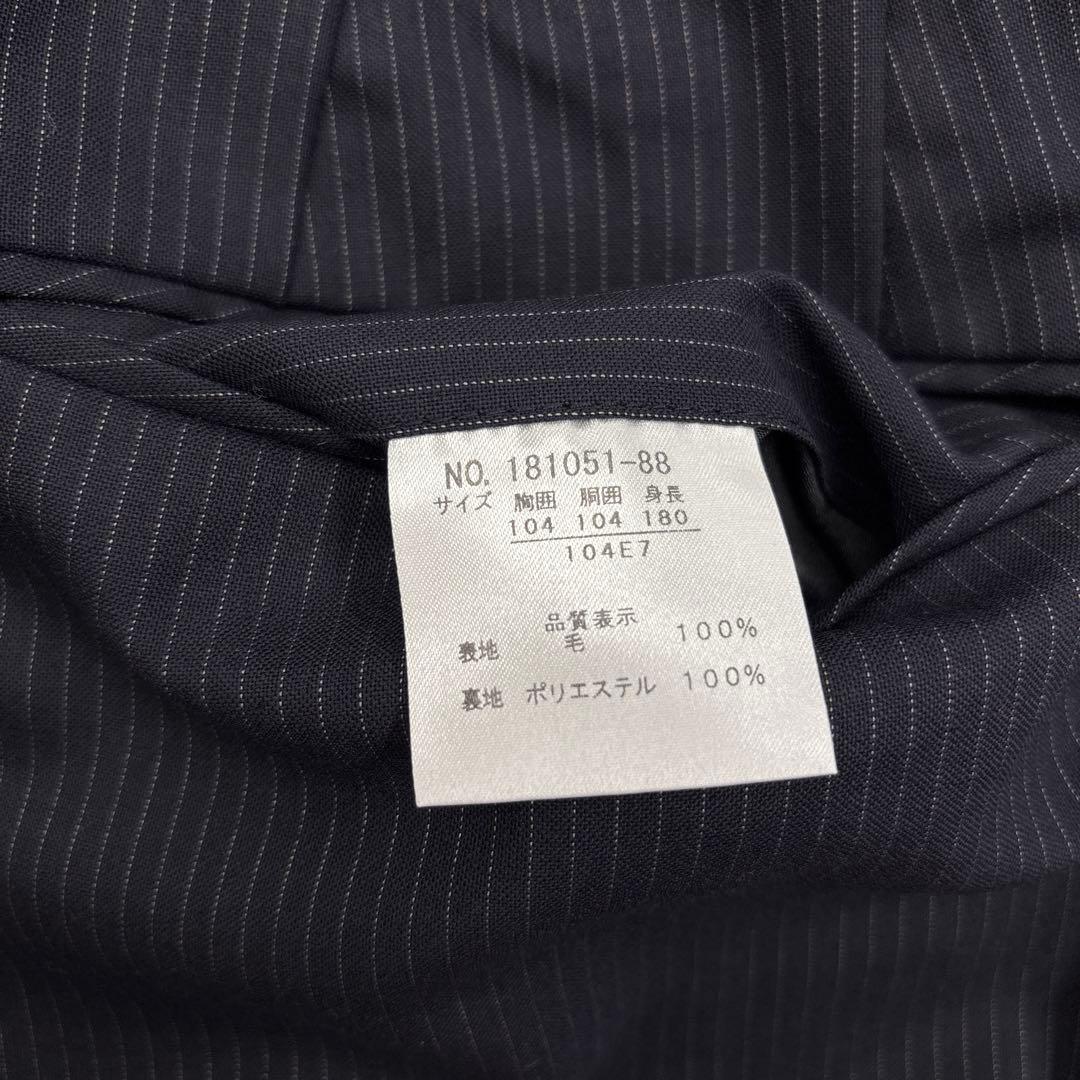 NO. 181051-88
サイズ 胸囲 胴囲 身長
104 104 180
104E7
品質表示
表地 毛 100%
裏地 ポリエステル 100%